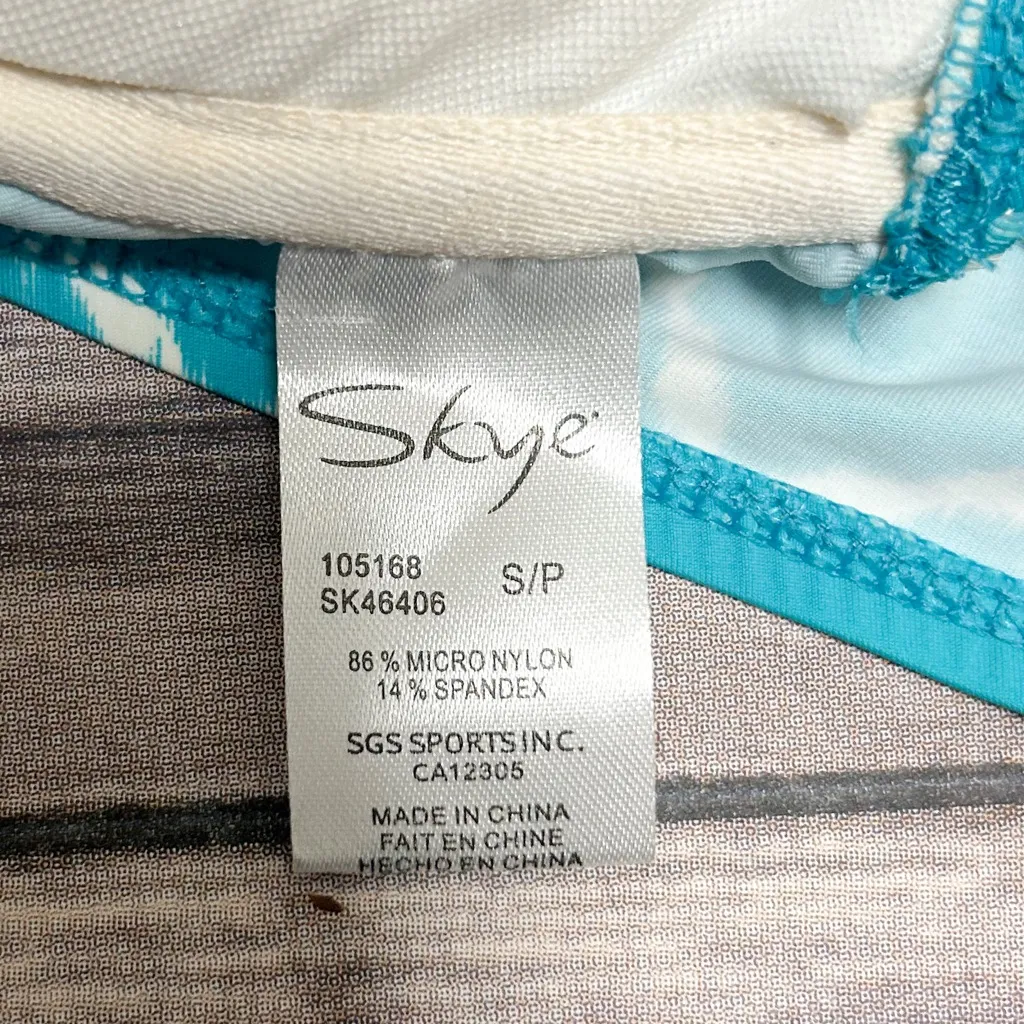 Skye
105168
SK46406
S/P
86 % MICRO NYLON
14 % SPANDEX
SGS SPORTS INC.
CA12305
MADE IN CHINA
FAIT EN CHINE
HECHO EN CHINA